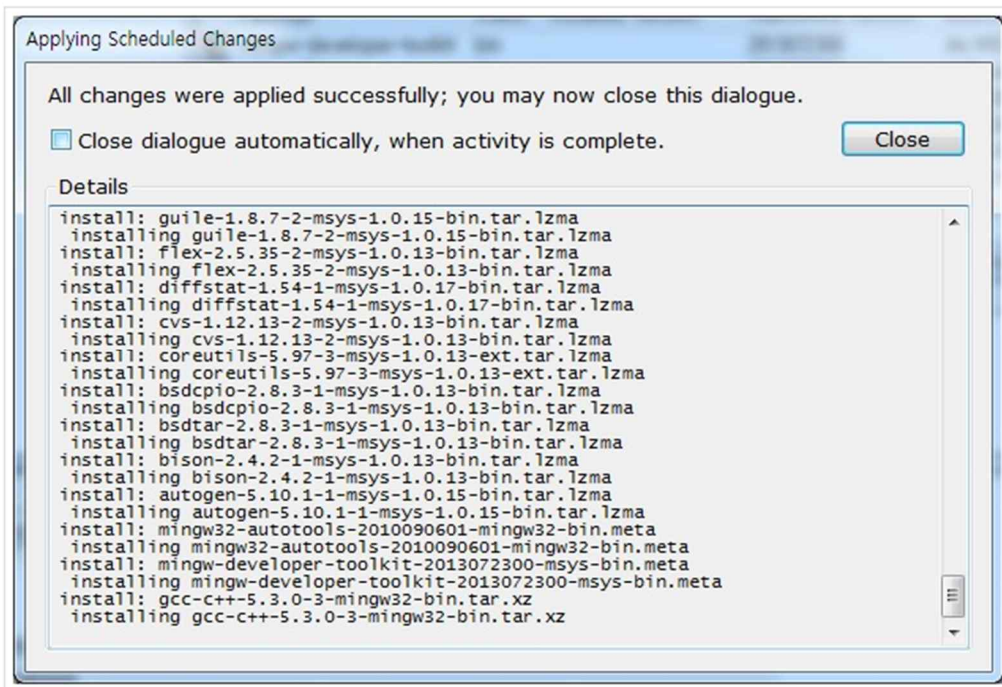 Applying Scheduled Changes
All changes were applied successfully; you may now close this dialogue.
Close dialogue automatically, when activity is complete.
Close
Details
install: guile-1.8.7-2-msys-1.0.15-bin.tar.lzma
installing guile-1.8.7-2-msys-1.0.15-bin.tar.lzma
install: flex-2.5.35-2-msys-1.0.13-bin.tar.lzma
installing flex-2.5.35-2-msys-1.0.13-bin.tar.lzma
install: diffstat-1.54-1-msys-1.0.17-bin.tar.lzma
installing diffstat-1.54-1-msys-1.0.17-bin.tar.lzma
install: cvs-1.12.13-2-msys-1.0.13-bin.tar.lzma
installing cvs-1.12.13-2-msys-1.0.13-bin.tar.lzma
install: coreutils-5.97-3-msys-1.0.13-ext.tar.lzma
installing coreutils-5.97-3-msys-1.0.13-ext.tar.lzma
install: bsdcpio-2.8.3-1-msys-1.0.13-bin.tar.lzma
installing bsdcpio-2.8.3-1-msys-1.0.13-bin.tar.lzma
install: bsdtar-2.8.3-1-msys-1.0.13-bin.tar.lzma
installing bsdtar-2.8.3-1-msys-1.0.13-bin.tar.lzma
install: bison-2.4.2-1-msys-1.0.13-bin.tar.lzma
installing bison-2.4.2-1-msys-1.0.13-bin.tar.lzma
install: autogen-5.10.1-1-msys-1.0.15-bin.tar.lzma
installing autogen-5.10.1-1-msys-1.0.15-bin.tar.lzma
install: mingw32-autotools-2010090601-mingw32-bin.meta
installing mingw32-autotools-2010090601-mingw32-bin.meta
install: mingw-developer-toolkit-2013072300-msys-bin.meta
installing mingw-developer-toolkit-2013072300-msys-bin.meta
install: gcc-c++-5.3.0-3-mingw32-bin.tar.xz
installing gcc-c++-5.3.0-3-mingw32-bin.tar.xz